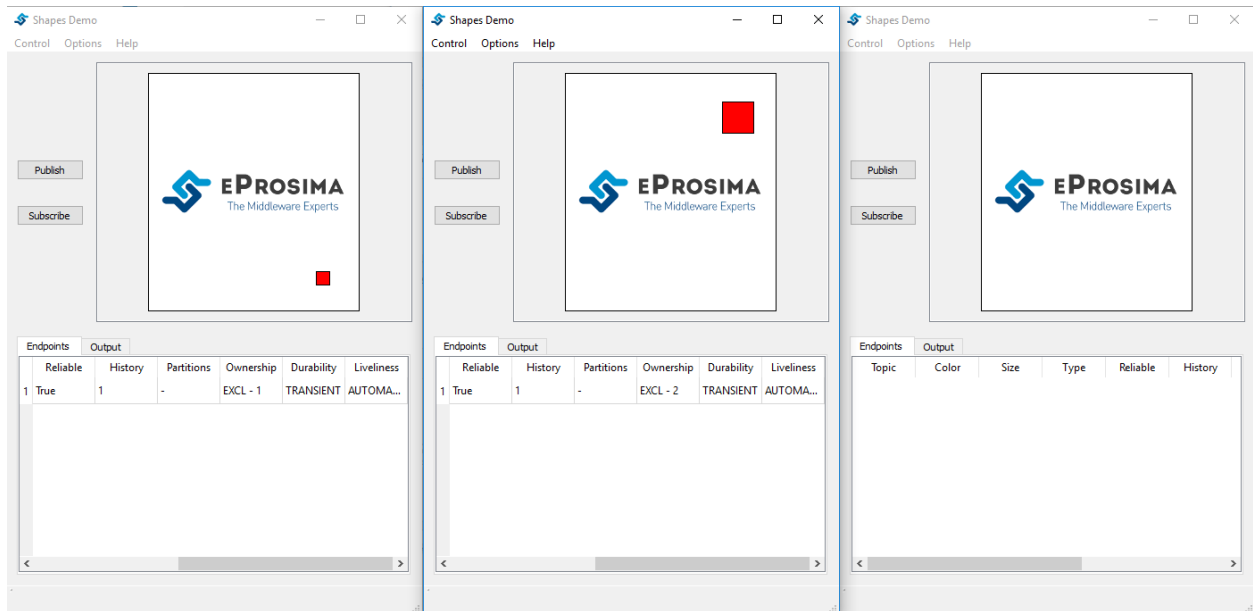 Shapes Demo
Control Options Help
Publish
Subscribe
EPROSIMA
The Middleware Experts
Endpoints Output
Reliable History Partitions Ownership Durability Liveliness
1 True 1 - EXCL - 1 TRANSIENT AUTOMA...
Shapes Demo
Control Options Help
Publish
Subscribe
EPROSIMA
The Middleware Experts
Endpoints Output
Reliable History Partitions Ownership Durability Liveliness
1 True 1 - EXCL - 2 TRANSIENT AUTOMA...
Shapes Demo
Control Options Help
Publish
Subscribe
EPROSIMA
The Middleware Experts
Endpoints Output
Topic Color Size Type Reliable History